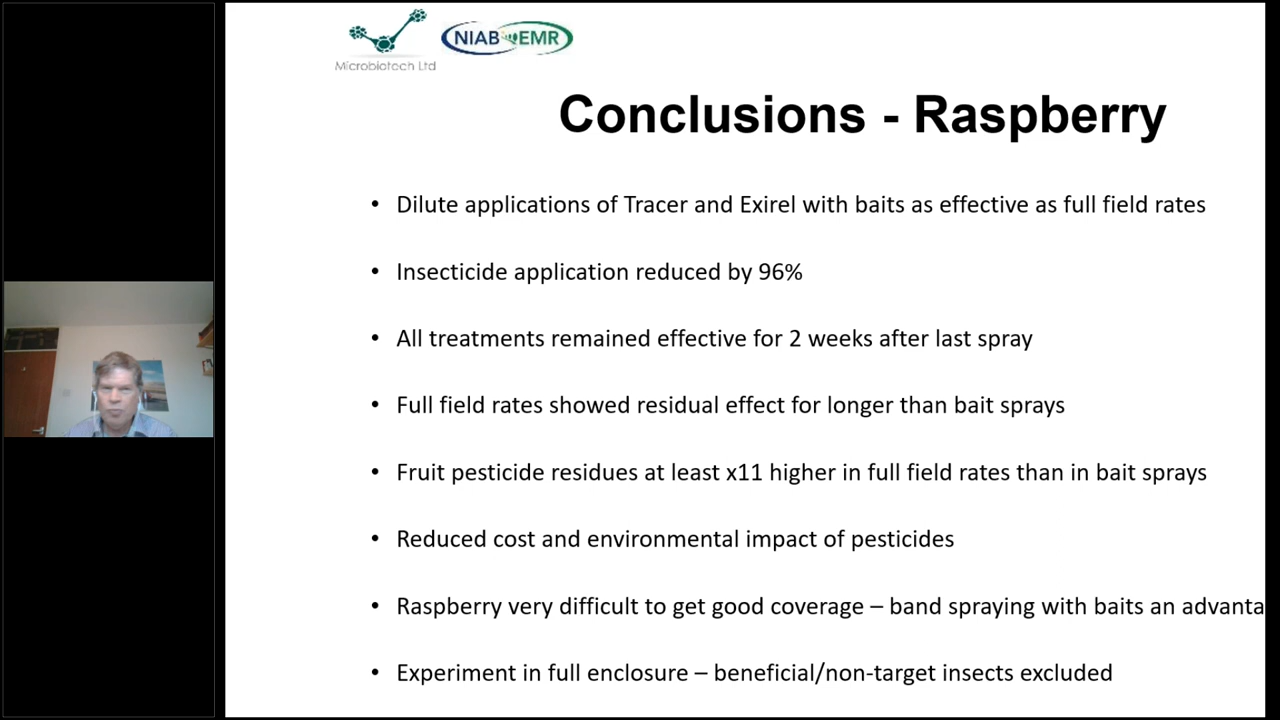 Microbiotech Ltd
NIAB EMR
Conclusions - Raspberry
• Dilute applications of Tracer and Exirel with baits as effective as full field rates
• Insecticide application reduced by 96%
• All treatments remained effective for 2 weeks after last spray
• Full field rates showed residual effect for longer than bait sprays
• Fruit pesticide residues at least x11 higher in full field rates than in bait sprays
• Reduced cost and environmental impact of pesticides
• Raspberry very difficult to get good coverage – band spraying with baits an advanta
• Experiment in full enclosure – beneficial/non-target insects excluded